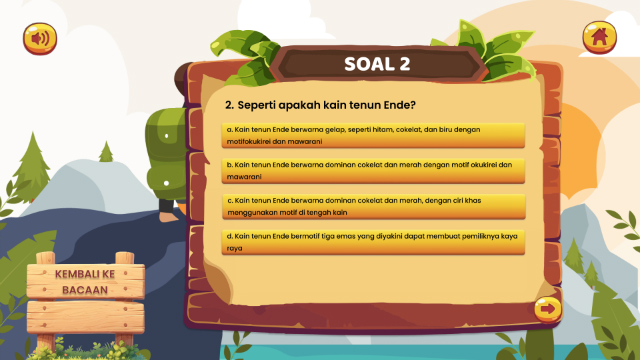 SOAL 2
2. Seperti apakah kain tenun Ende?
a. Kain tenun Ende berwarna gelap, seperti hitam, cokelat, dan biru dengan
motifokukirei dan mawarani
b. Kain tenun Ende berwarna dominan cokelat dan merah dengan motif okukirei dan
mawarani
c. Kain tenun Ende berwarna dominan cokelat dan merah, dengan ciri khas
menggunakan motif di tengah kain
d. Kain tenun Ende bermotif tiga emas yang diyakini dapat membuat pemiliknya kaya
raya
KEMBALI KE
BACAAN